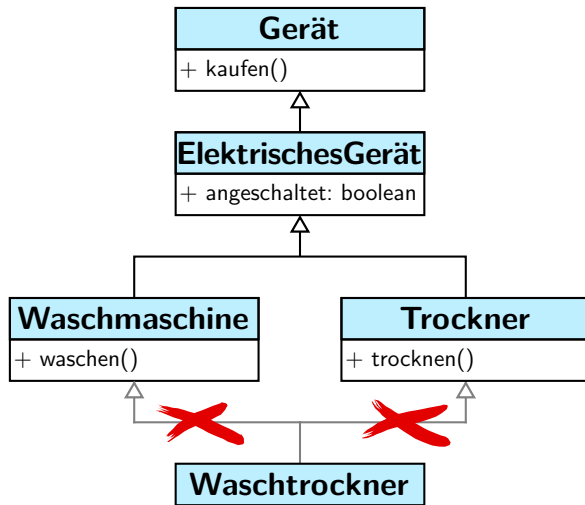 Gerät
+ kaufen()
ElektrischesGerät
+ angeschaltet: boolean
Waschmaschine
+ waschen()
Trockner
+ trocknen()
Waschtrockner